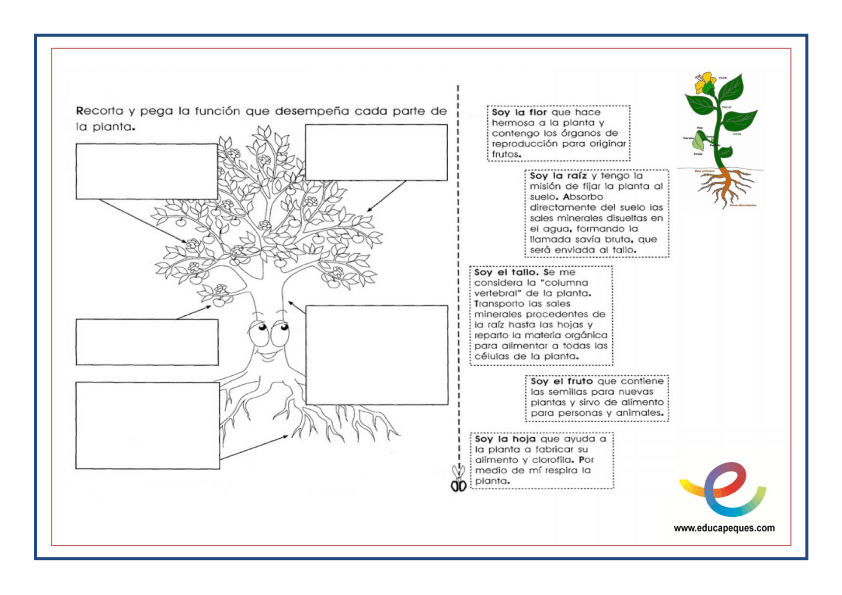 Recorta y pega la función que desempeña cada parte de
la planta.
Soy la flor que hace
hermosa a la planta y
contengo los órganos de
reproducción para originar
frutos.
Soy la raíz y tengo la
misión de fijar la planta al
suelo. Absorbo
directamente del suelo las
sales minerales disueltas en
el agua, formando la
llamada savia bruta, que
será enviada al tallo.
Soy el tallo. Se me
considera la "columna
vertebral" de la planta.
Transporto las sales
minerales procedentes de
la raíz hasta las hojas y
reparto la materia orgánica
para alimentar a todas las
células de la planta.
Soy el fruto que contiene
las semillas para nuevas
plantas y sirvo de alimento
para personas y animales.
Soy la hoja que ayuda a
la planta a fabricar su
alimento y clorofila. Por
medio de mí respira la
planta.
www.educapeques.com